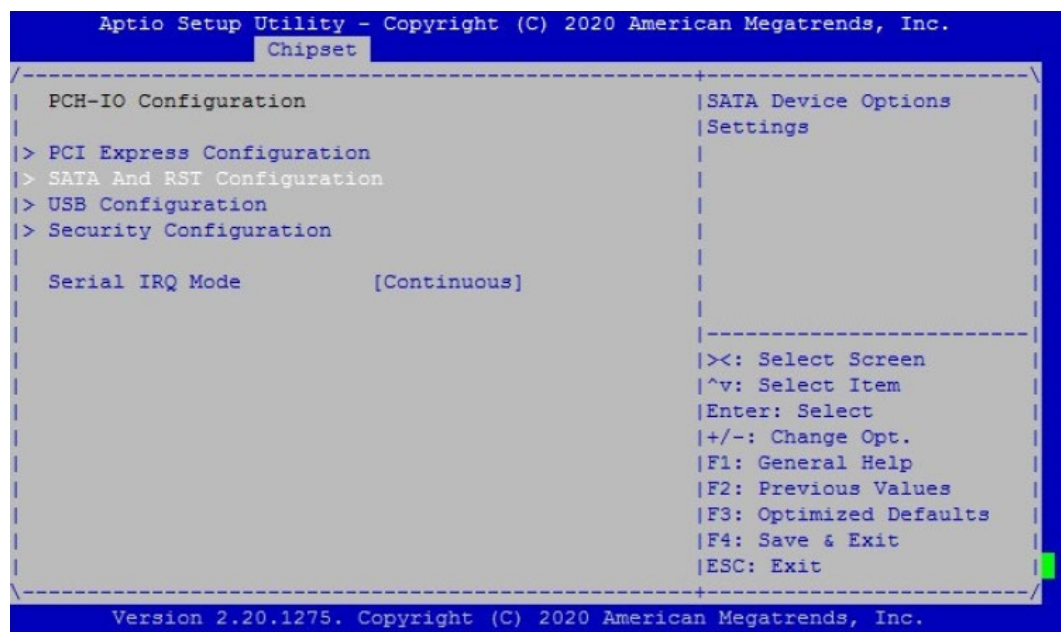 Aptio Setup Utility - Copyright (C) 2020 American Megatrends, Inc.
Chipset
PCH-IO Configuration
> PCI Express Configuration
> SATA And RST Configuration
> USB Configuration
> Security Configuration
Serial IRQ Mode [Continuous]
SATA Device Options
Settings
><: Select Screen
^v: Select Item
Enter: Select
+/-: Change Opt.
F1: General Help
F2: Previous Values
F3: Optimized Defaults
F4: Save & Exit
ESC: Exit
Version 2.20.1275. Copyright (C) 2020 American Megatrends, Inc.